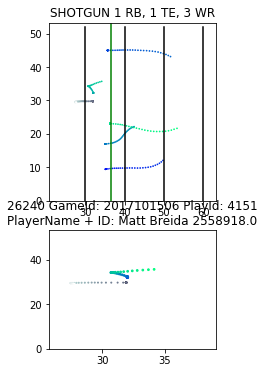 SHOTGUN 1 RB, 1 TE, 3 WR
50
40
30
20
10
0
30 40 50 60
26240 GameId: 2017101506 PlayId: 4151
PlayerName + ID: Matt Breida 2558918.0
40
20
0
30 35